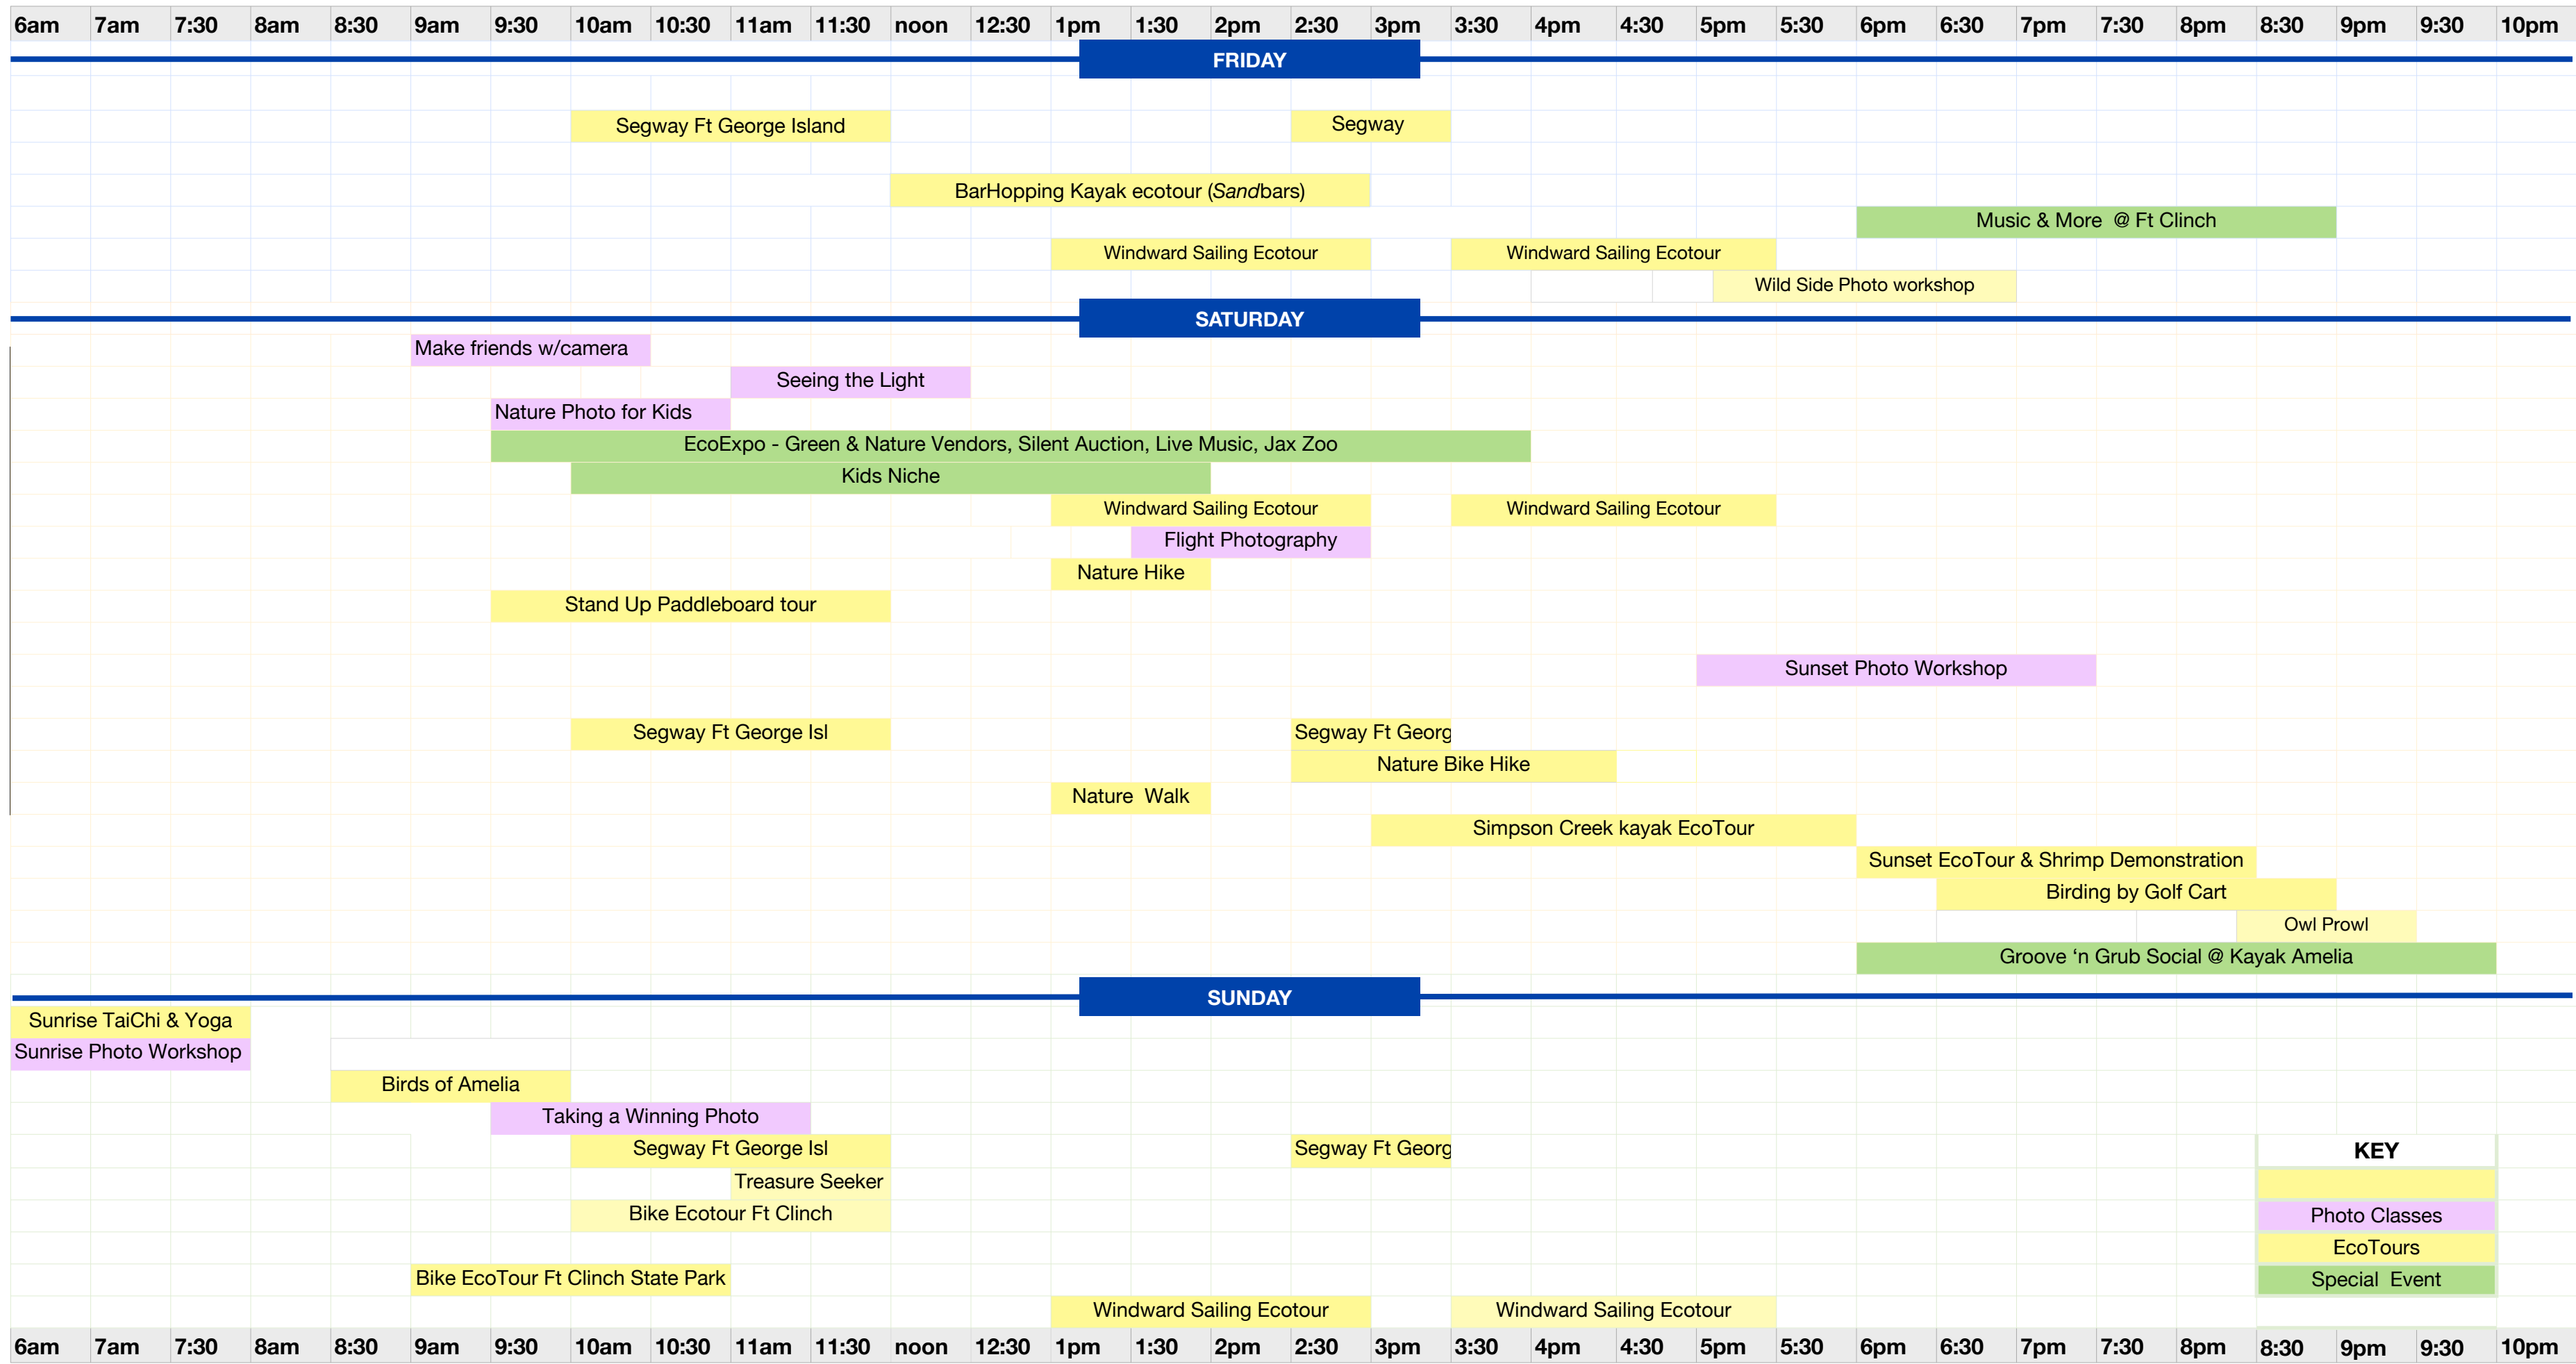 6am 7am 7:30 8am 8:30 9am 9:30 10am 10:30 11am 11:30 noon 12:30 1pm 1:30 2pm 2:30 3pm 3:30 4pm 4:30 5pm 5:30 6pm 6:30 7pm 7:30 8pm 8:30 9pm 9:30 10pm
FRIDAY
Segway Ft George Island Segway
BarHopping Kayak ecotour (Sandbars)
Music & More @ Ft Clinch
Windward Sailing Ecotour Windward Sailing Ecotour
Wild Side Photo workshop
SATURDAY
Make friends w/camera
Seeing the Light
Nature Photo for Kids
EcoExpo - Green & Nature Vendors, Silent Auction, Live Music, Jax Zoo
Kids Niche
Windward Sailing Ecotour Windward Sailing Ecotour
Flight Photography
Nature Hike
Stand Up Paddleboard tour
Sunset Photo Workshop
Segway Ft George Isl Segway Ft Georg
Nature Bike Hike
Nature Walk
Simpson Creek kayak EcoTour
Sunset EcoTour & Shrimp Demonstration
Birding by Golf Cart
Owl Prowl
Groove ‘n Grub Social @ Kayak Amelia
SUNDAY
Sunrise TaiChi & Yoga
Sunrise Photo Workshop
Birds of Amelia
Taking a Winning Photo
Segway Ft George Isl Segway Ft Georg KEY
Treasure Seeker
Bike Ecotour Ft Clinch Photo Classes
EcoTours
Bike EcoTour Ft Clinch State Park Special Event
Windward Sailing Ecotour Windward Sailing Ecotour
6am 7am 7:30 8am 8:30 9am 9:30 10am 10:30 11am 11:30 noon 12:30 1pm 1:30 2pm 2:30 3pm 3:30 4pm 4:30 5pm 5:30 6pm 6:30 7pm 7:30 8pm 8:30 9pm 9:30 10pm